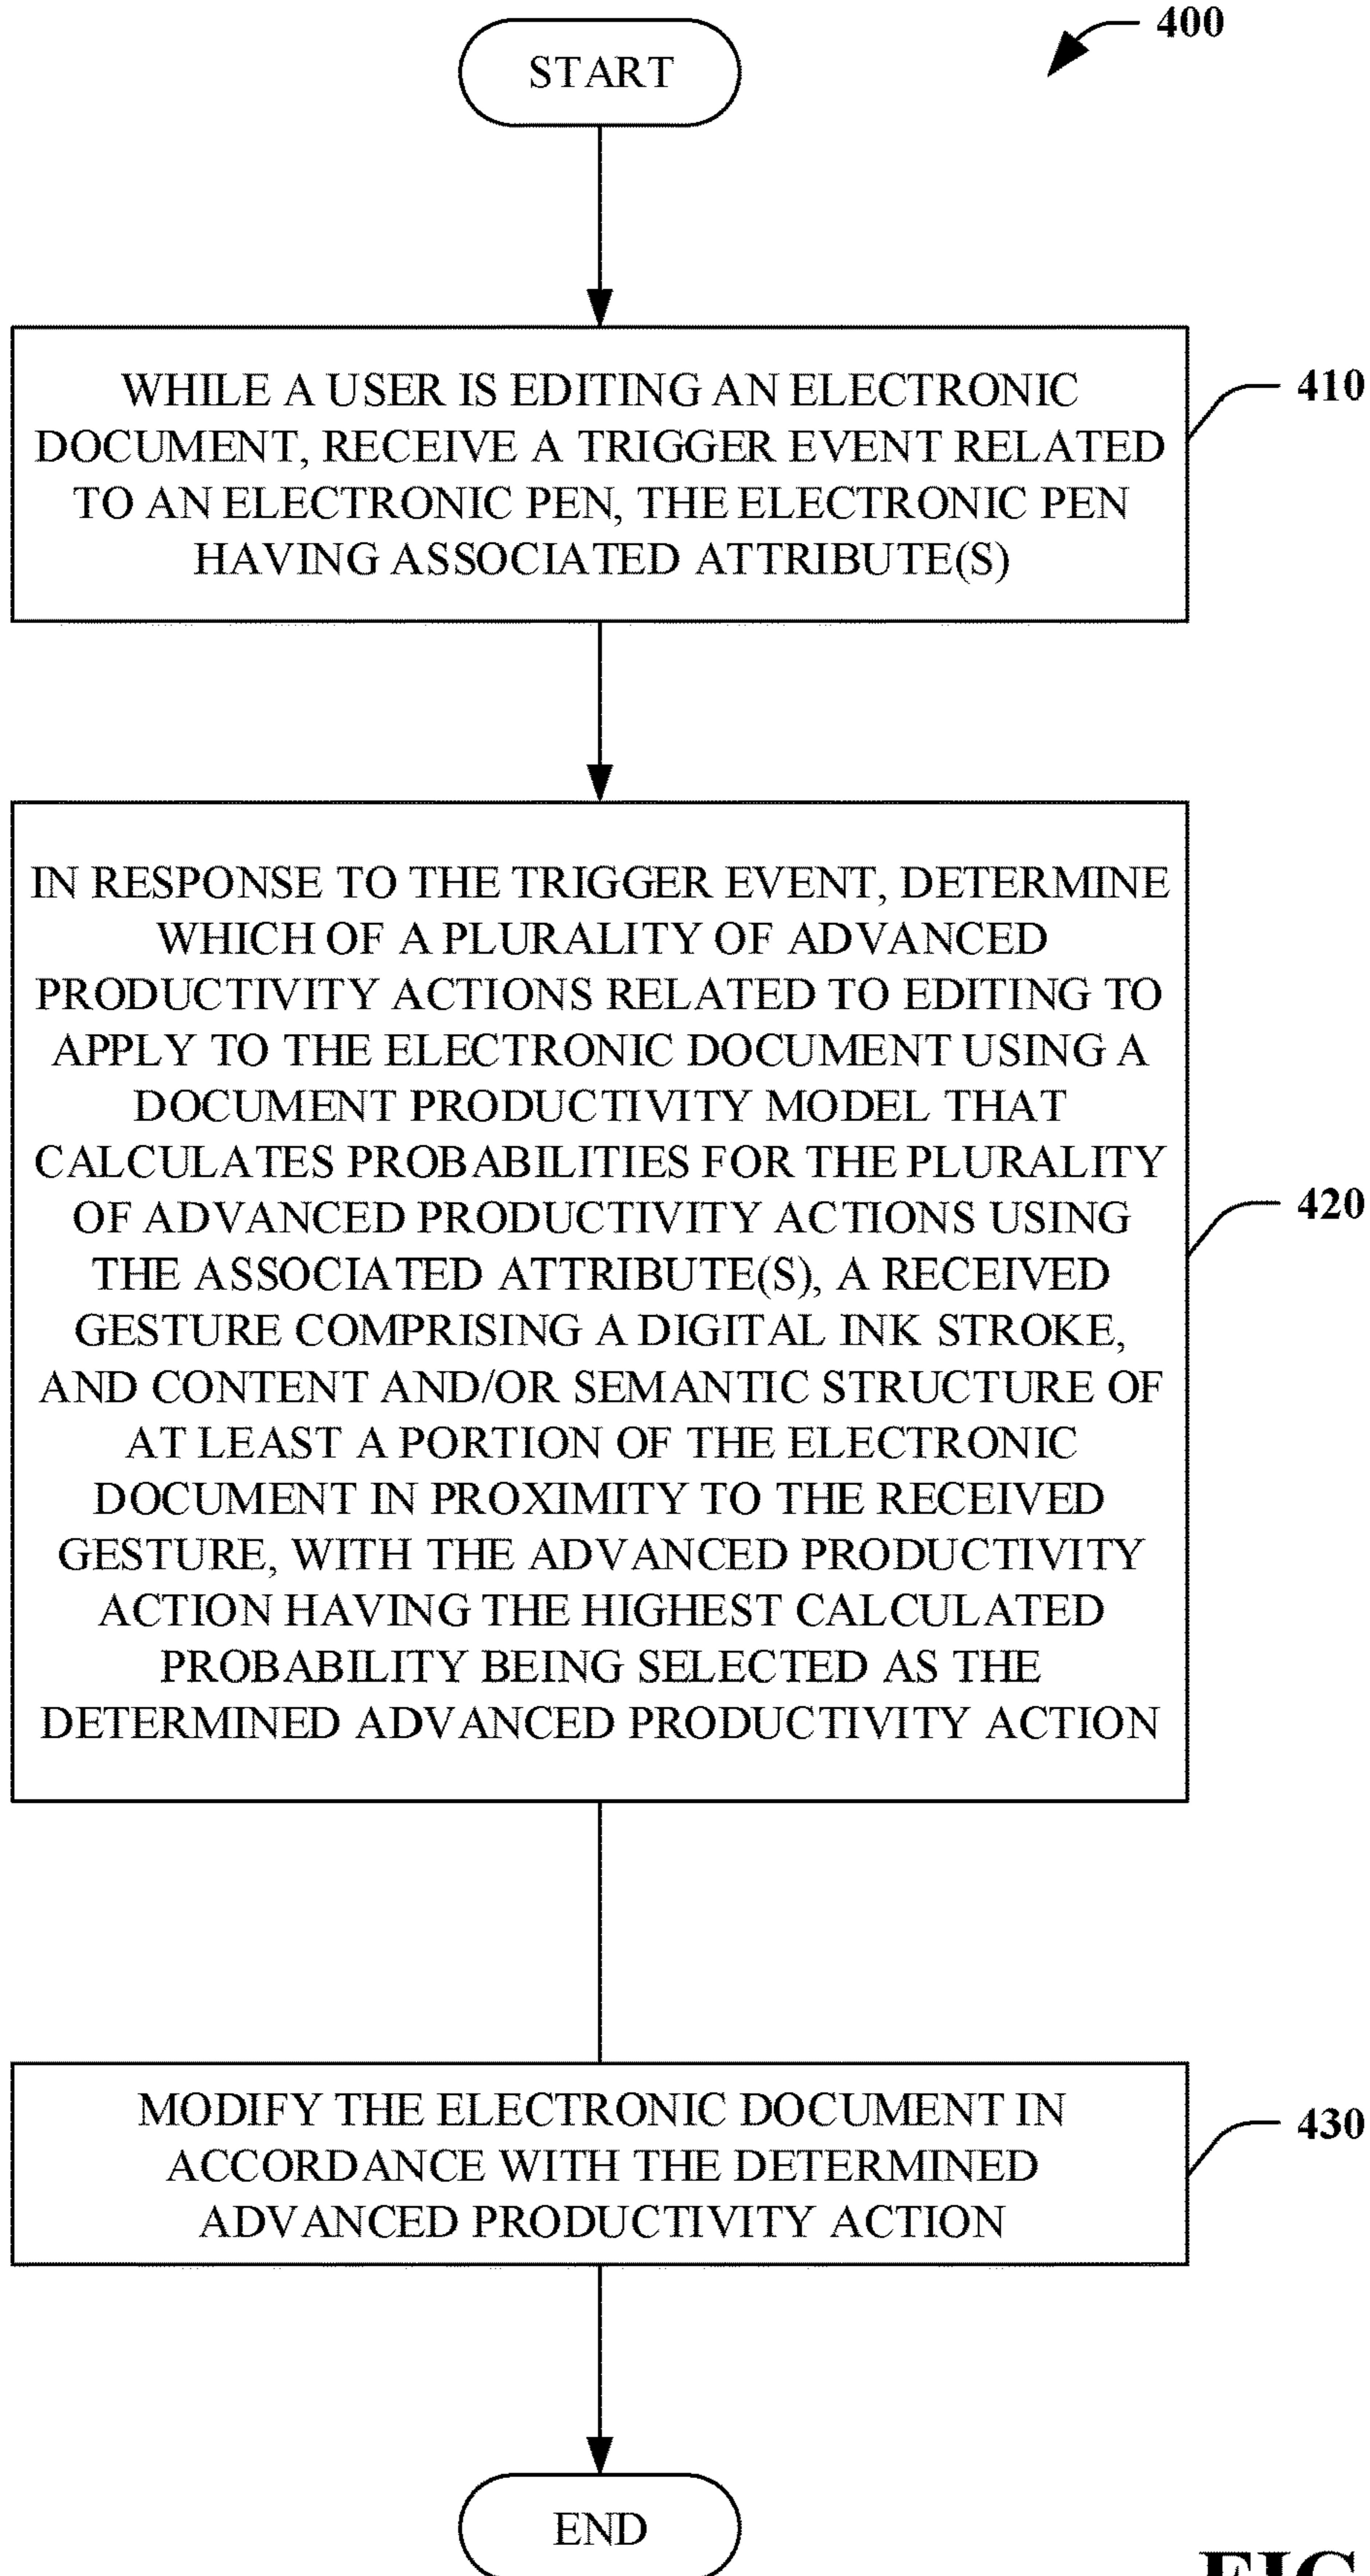 400
START
WHILE A USER IS EDITING AN ELECTRONIC
DOCUMENT, RECEIVE A TRIGGER EVENT RELATED
TO AN ELECTRONIC PEN, THE ELECTRONIC PEN
HAVING ASSOCIATED ATTRIBUTE(S)
410
IN RESPONSE TO THE TRIGGER EVENT, DETERMINE
WHICH OF A PLURALITY OF ADVANCED
PRODUCTIVITY ACTIONS RELATED TO EDITING TO
APPLY TO THE ELECTRONIC DOCUMENT USING A
DOCUMENT PRODUCTIVITY MODEL THAT
CALCULATES PROBABILITIES FOR THE PLURALITY
OF ADVANCED PRODUCTIVITY ACTIONS USING
THE ASSOCIATED ATTRIBUTE(S), A RECEIVED
GESTURE COMPRISING A DIGITAL INK STROKE,
AND CONTENT AND/OR SEMANTIC STRUCTURE OF
AT LEAST A PORTION OF THE ELECTRONIC
DOCUMENT IN PROXIMITY TO THE RECEIVED
GESTURE, WITH THE ADVANCED PRODUCTIVITY
ACTION HAVING THE HIGHEST CALCULATED
PROBABILITY BEING SELECTED AS THE
DETERMINED ADVANCED PRODUCTIVITY ACTION
420
MODIFY THE ELECTRONIC DOCUMENT IN
ACCORDANCE WITH THE DETERMINED
ADVANCED PRODUCTIVITY ACTION
430
END